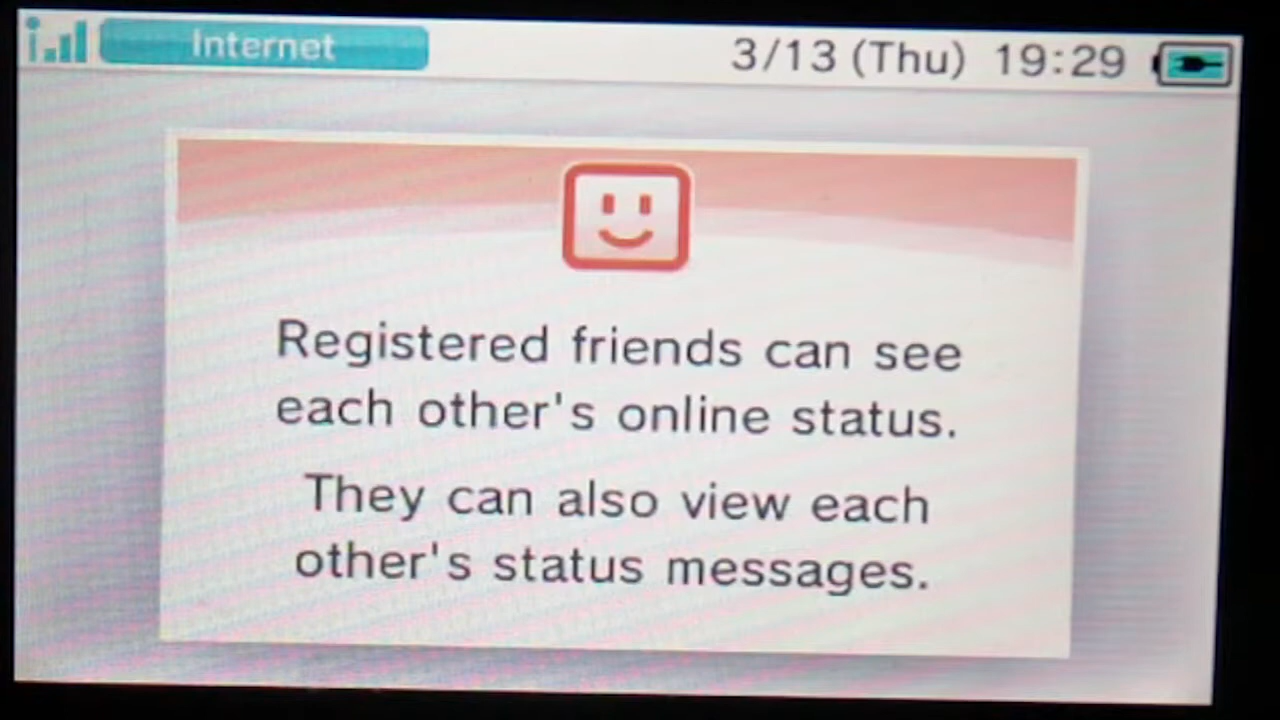 Internet
3/13 (Thu) 19:29
Registered friends can see
each other's online status.
They can also view each
other's status messages.